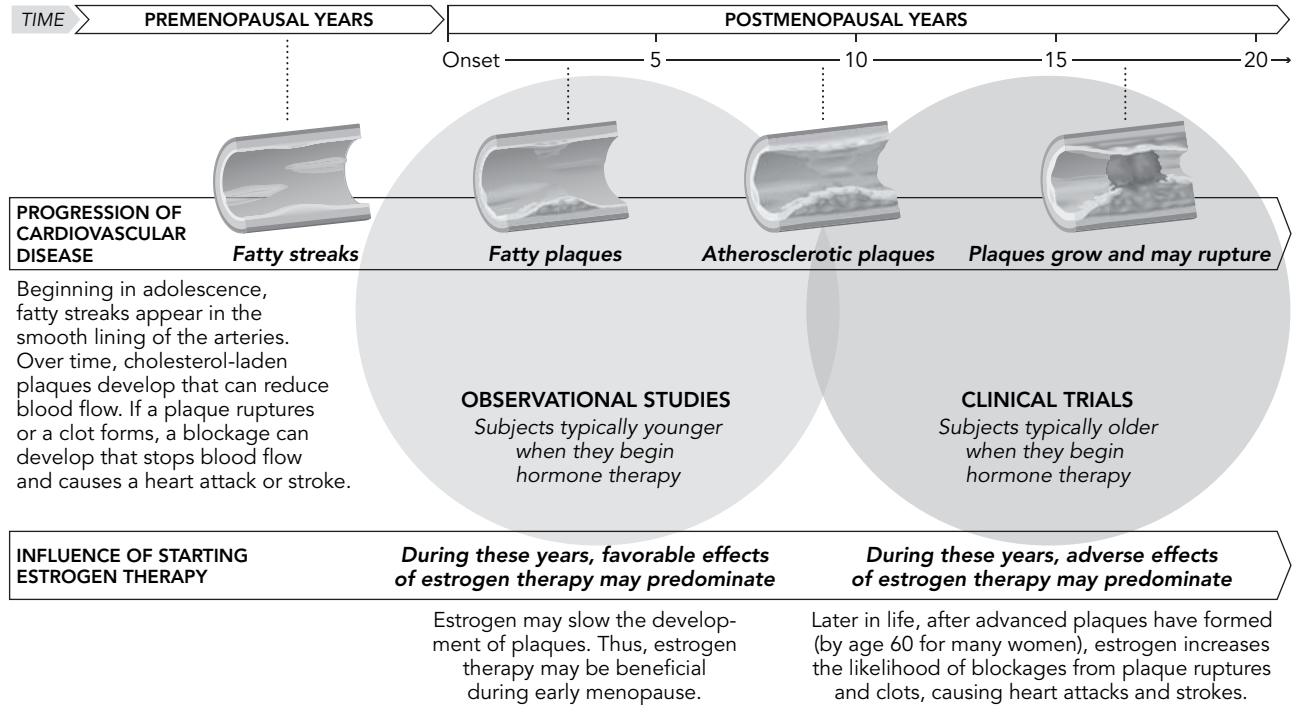 TIME
PREMENOPAUSAL YEARS
POSTMENOPAUSAL YEARS
Onset 5 10 15 20
PROGRESSION OF
CARDIOVASCULAR
DISEASE
Fatty streaks
Fatty plaques
Atherosclerotic plaques
Plaques grow and may rupture
Beginning in adolescence,
fatty streaks appear in the
smooth lining of the arteries.
Over time, cholesterol-laden
plaques develop that can reduce
blood flow. If a plaque ruptures
or a clot forms, a blockage can
develop that stops blood flow
and causes a heart attack or stroke.
OBSERVATIONAL STUDIES
Subjects typically younger
when they begin
hormone therapy
CLINICAL TRIALS
Subjects typically older
when they begin
hormone therapy
INFLUENCE OF STARTING
ESTROGEN THERAPY
During these years, favorable effects
of estrogen therapy may predominate
During these years, adverse effects
of estrogen therapy may predominate
Estrogen may slow the develop-
ment of plaques. Thus, estrogen
therapy may be beneficial
during early menopause.
Later in life, after advanced plaques have formed
(by age 60 for many women), estrogen increases
the likelihood of blockages from plaque ruptures
and clots, causing heart attacks and strokes.